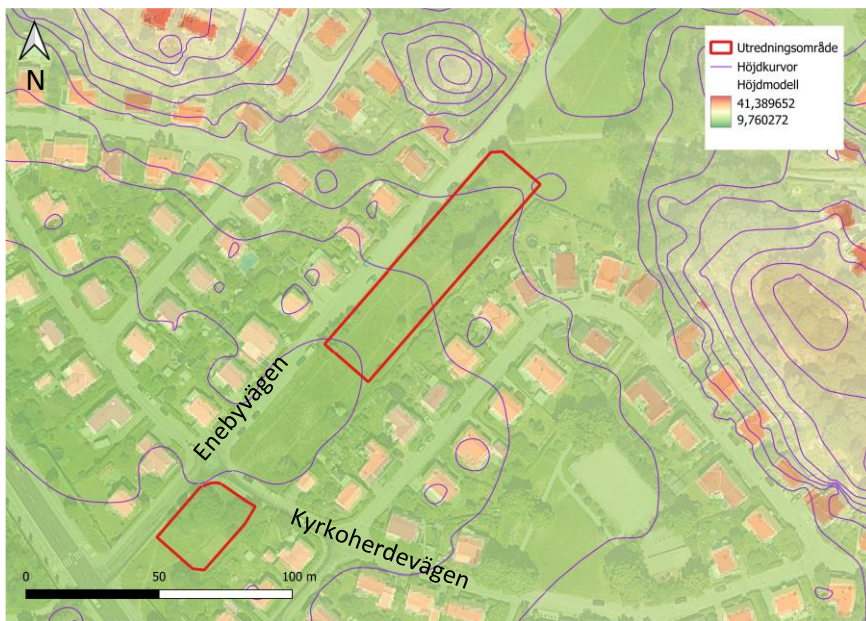 N
Utredningsområde
Höjdkurvor
Höjdmodell
41,389652
9,760272
Enebyvägen
Kyrkoherdevägen
0 50 100 m